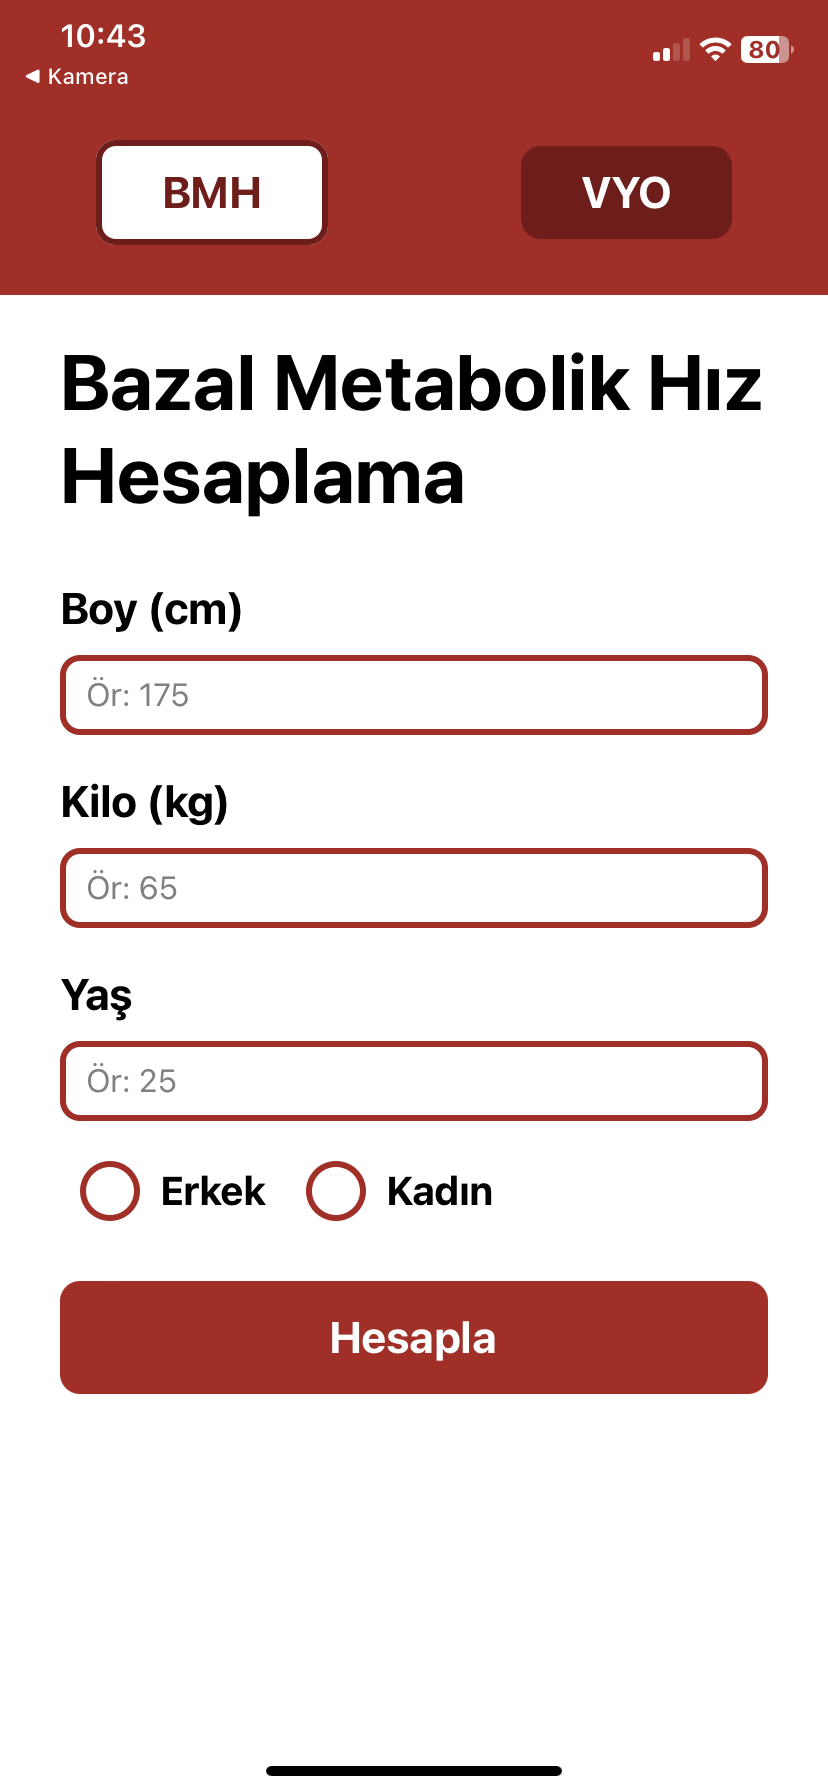 10:43
80
◀ Kamera
BMH
VYO
Bazal Metabolik Hız
Hesaplama
Boy (cm)
Ör: 175
Kilo (kg)
Ör: 65
Yaş
Ör: 25
Erkek
Kadın
Hesapla